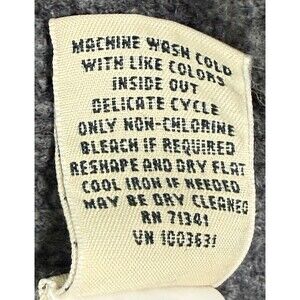 MACHINE WASH COLD
WITH LIKE COLORS
INSIDE OUT
DELICATE CYCLE
ONLY NON-CHLORINE
BLEACH IF REQUIRED
RESHAPE AND DRY FLAT
COOL IRON IF NEEDED
MAY BE DRY CLEANED
RN 71341
VN 1003631